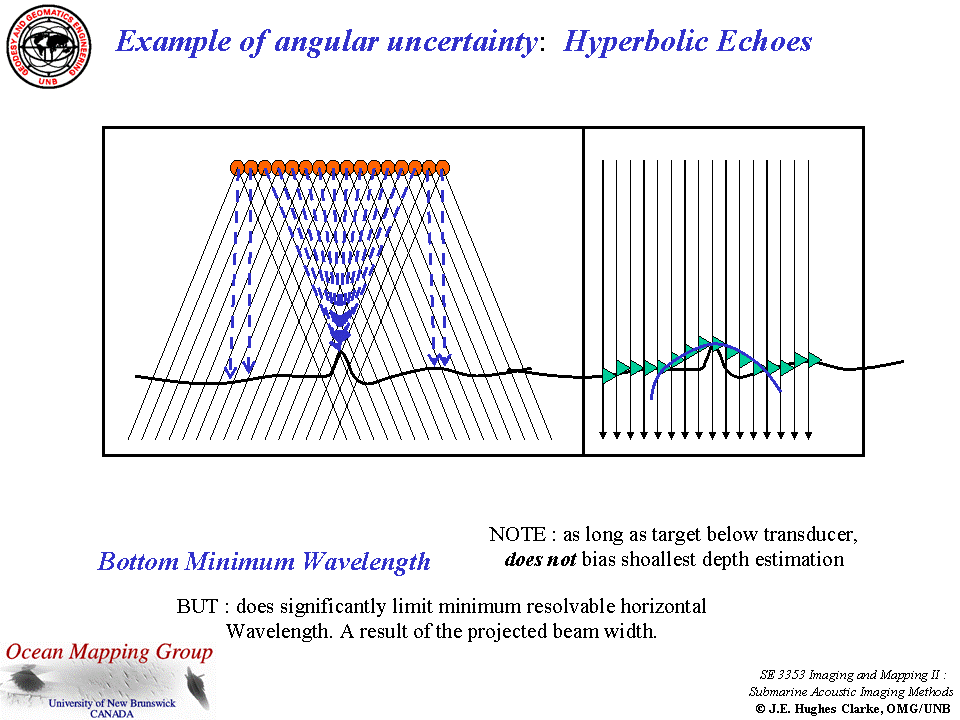 GEODESY AND GEOMATICS ENGINEERING
UNB
Example of angular uncertainty: Hyperbolic Echoes
NOTE : as long as target below transducer,
does not bias shoallest depth estimation
Bottom Minimum Wavelength
BUT : does significantly limit minimum resolvable horizontal
Wavelength. A result of the projected beam width.
Ocean Mapping Group
University of New Brunswick
CANADA
SE 3353 Imaging and Mapping II :
Submarine Acoustic Imaging Methods
© J.E. Hughes Clarke, OMG/UNB